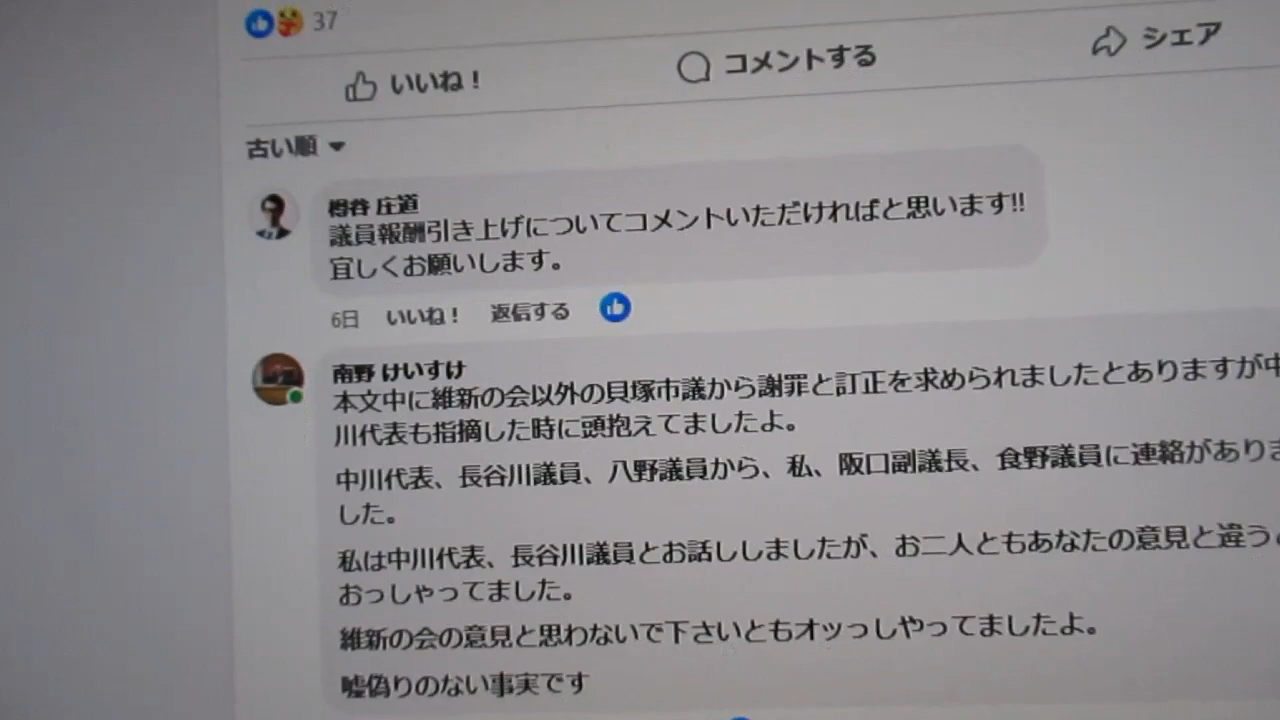 37
いいね！ コメントする シェア
古い順
樽谷 庄道
議員報酬引き上げについてコメントいただければと思います!!
宜しくお願いします。
6日 いいね！ 返信する
南野 けいすけ
本文中に維新の会以外の貝塚市議から謝罪と訂正を求められましたとありますが中
川代表も指摘した時に頭抱えてましたよ。
中川代表、長谷川議員、八野議員から、私、阪口副議長、食野議員に連絡がありま
した。
私は中川代表、長谷川議員とお話ししましたが、お二人ともあなたの意見と違う
おっしゃってました。
維新の会の意見と思わないで下さいともオッっしやってましたよ。
嘘偽りのない事実です